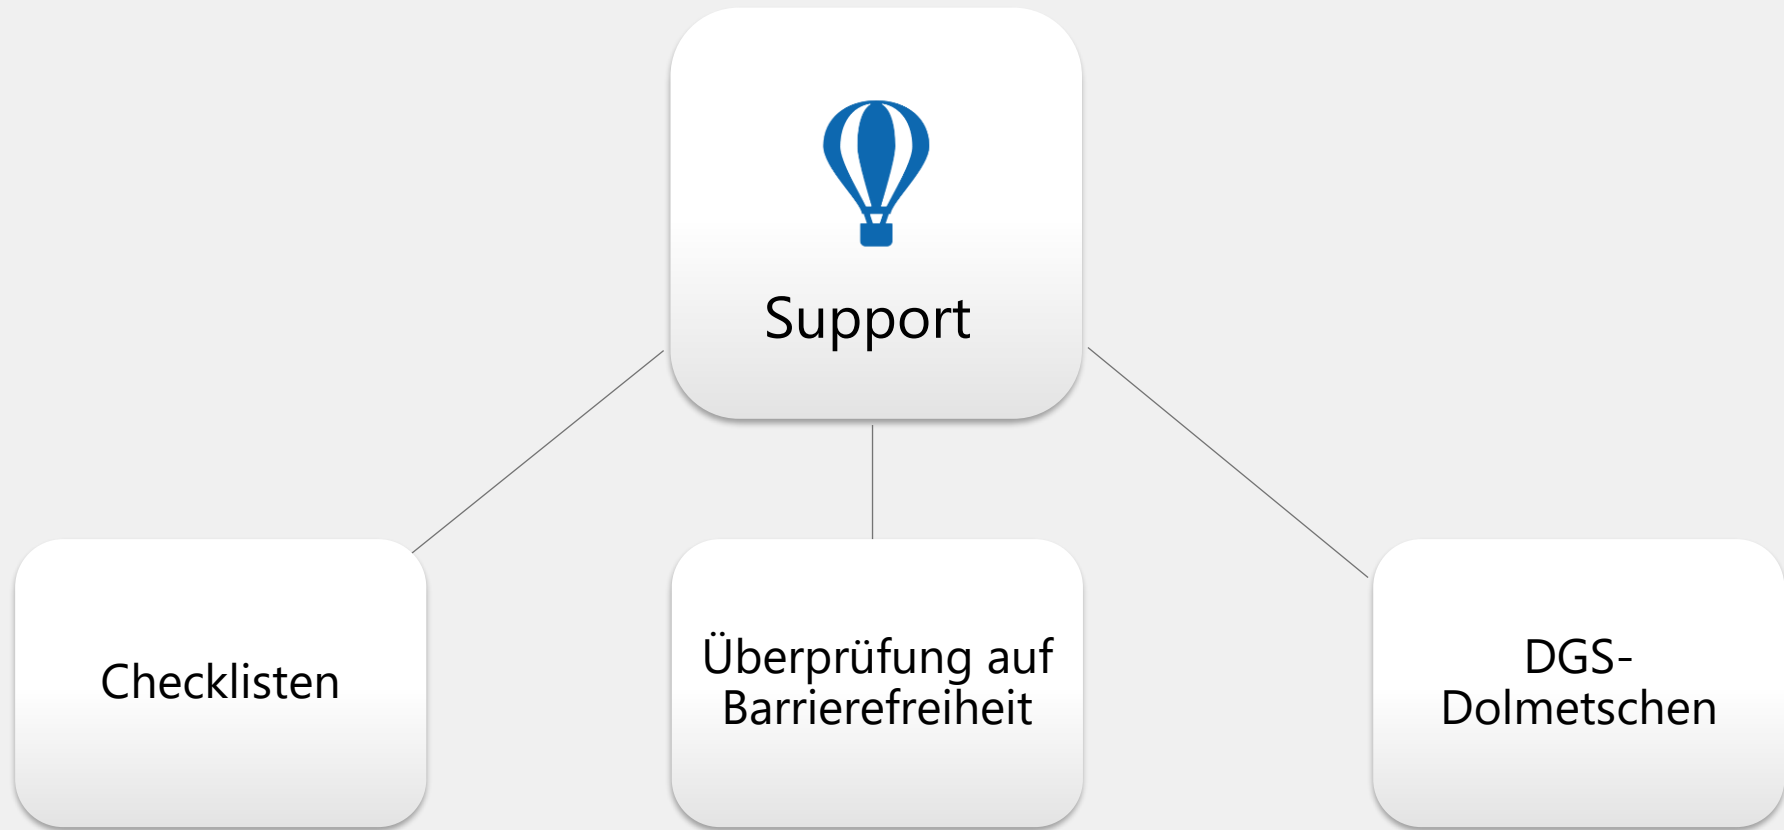 Support
Checklisten
Überprüfung auf
Barrierefreiheit
DGS-
Dolmetschen